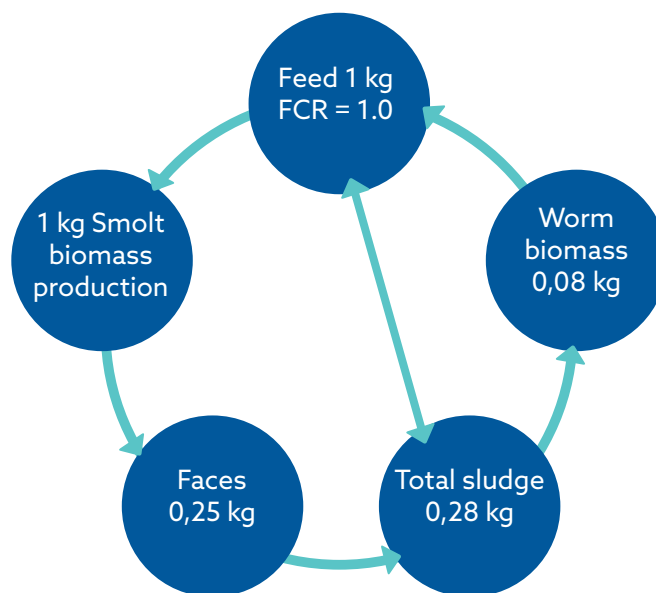 Feed 1 kg
FCR = 1.0
1 kg Smolt
biomass
production
Worm
biomass
0,08 kg
Faces
0,25 kg
Total sludge
0,28 kg